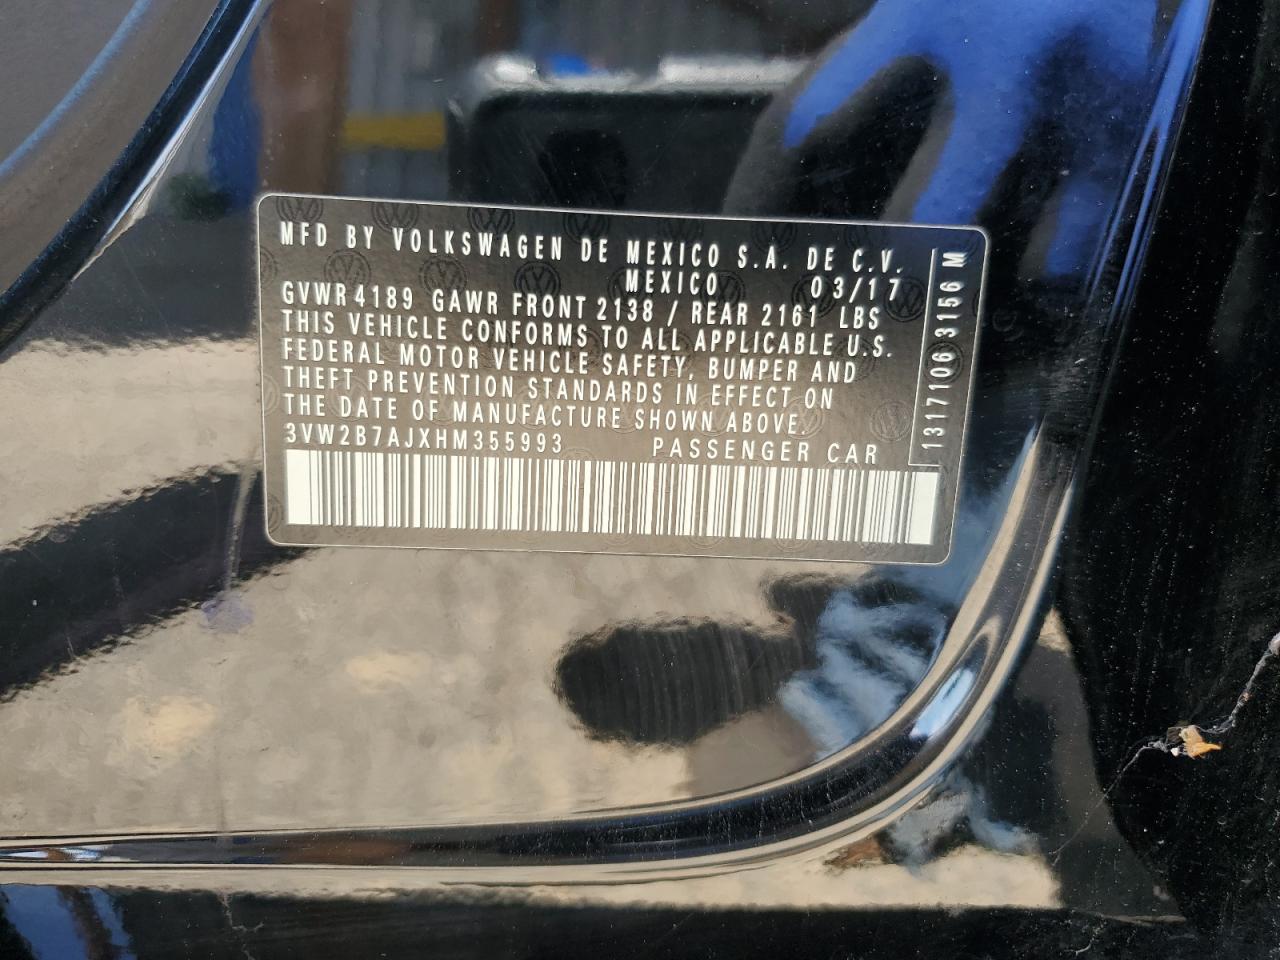 MFD BY VOLKSWAGEN DE MEXICO S.A. DE C.V.
MEXICO 03/17
GVWR 4189 GAWR FRONT 2138 / REAR 2161 LBS
THIS VEHICLE CONFORMS TO ALL APPLICABLE U.S.
FEDERAL MOTOR VEHICLE SAFETY, BUMPER AND
THEFT PREVENTION STANDARDS IN EFFECT ON
THE DATE OF MANUFACTURE SHOWN ABOVE.
3VW2B7AJXHM355993 PASSENGER CAR
1317106 3156 M